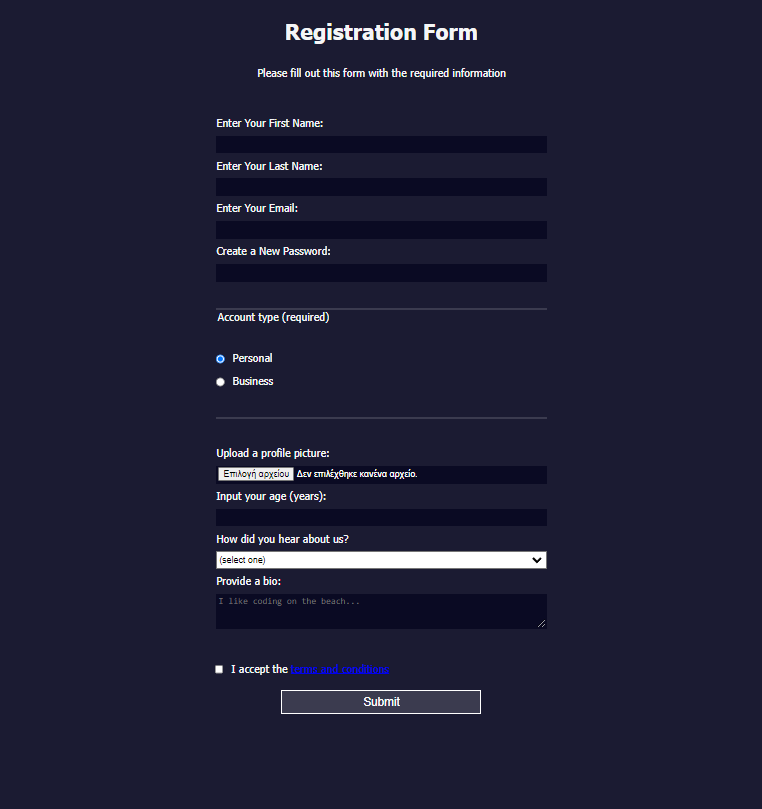 Registration Form
Please fill out this form with the required information
Enter Your First Name:
Enter Your Last Name:
Enter Your Email:
Create a New Password:
Account type (required)
Personal
Business
Upload a profile picture:
Επιλογή αρχείου Δεν επιλέχθηκε κανένα αρχείο.
Input your age (years):
How did you hear about us?
(select one)
Provide a bio:
I like coding on the beach...
I accept the terms and conditions
Submit